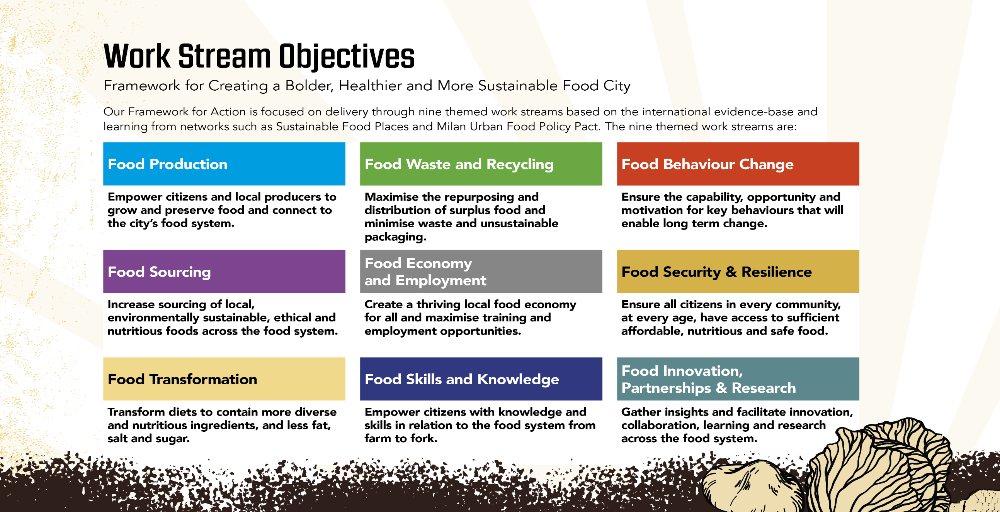 Work Stream Objectives
Framework for Creating a Bolder, Healthier and More Sustainable Food City
Our Framework for Action is focused on delivery through nine themed work streams based on the international evidence-base and
learning from networks such as Sustainable Food Places and Milan Urban Food Policy Pact. The nine themed work streams are:
Food Production
Empower citizens and local producers to
grow and preserve food and connect to
the city’s food system.
Food Waste and Recycling
Maximise the repurposing and
distribution of surplus food and
minimise waste and unsustainable
packaging.
Food Behaviour Change
Ensure the capability, opportunity and
motivation for key behaviours that will
enable long term change.
Food Sourcing
Increase sourcing of local,
environmentally sustainable, ethical and
nutritious foods across the food system.
Food Economy
and Employment
Create a thriving local food economy
for all and maximise training and
employment opportunities.
Food Security & Resilience
Ensure all citizens in every community,
at every age, have access to sufficient
affordable, nutritious and safe food.
Food Transformation
Transform diets to contain more diverse
and nutritious ingredients, and less fat,
salt and sugar.
Food Skills and Knowledge
Empower citizens with knowledge and
skills in relation to the food system from
farm to fork.
Food Innovation,
Partnerships & Research
Gather insights and facilitate innovation,
collaboration, learning and research
across the food system.